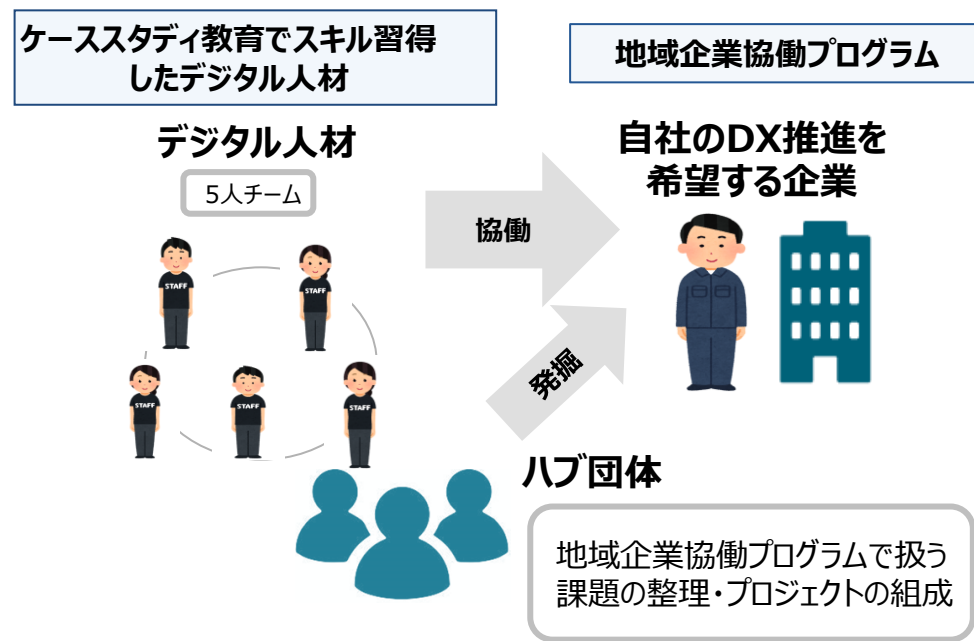 ケーススタディ教育でスキル習得
したデジタル人材
地域企業協働プログラム
デジタル人材
5人チーム
STAFF
STAFF
STAFF
STAFF
STAFF
協働
自社のDX推進を
希望する企業
発掘
ハブ団体
地域企業協働プログラムで扱う
課題の整理・プロジェクトの組成